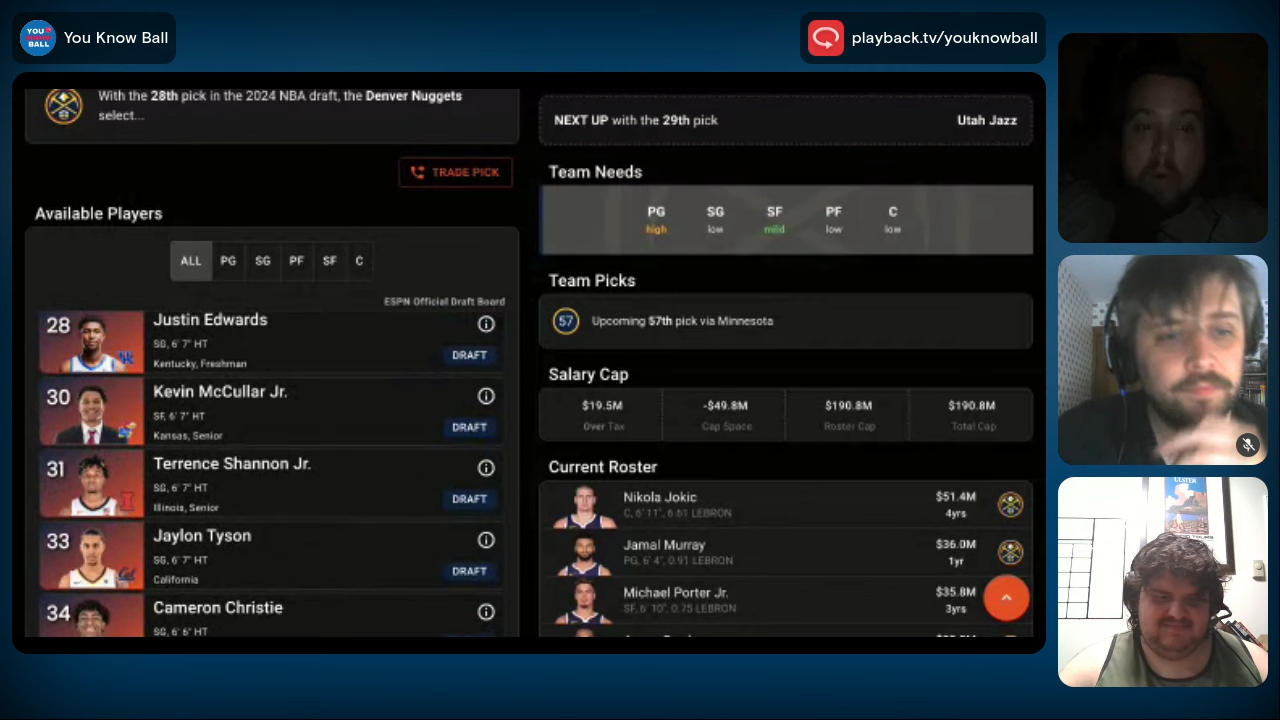 YOU KNOW BALL
You Know Ball
playback.tv/youknowball
With the 28th pick in the 2024 NBA draft, the Denver Nuggets
select...
TRADE PICK
Available Players
ALL PG SG PF SF C
ESPN Official Draft Board
28
Justin Edwards
SG, 6' 7" HT
Kentucky, Freshman
DRAFT
30
Kevin McCullar Jr.
SF, 6' 7" HT
Kansas, Senior
DRAFT
31
Terrence Shannon Jr.
SG, 6' 7" HT
Illinois, Senior
DRAFT
33
Jaylon Tyson
SG, 6' 7" HT
California
DRAFT
34
Cameron Christie
SG, 6' 6" HT
NEXT UP with the 29th pick
Utah Jazz
Team Needs
PG SG SF PF C
high low mild low low
Team Picks
57
Upcoming 57th pick via Minnesota
Salary Cap
$19.5M -$49.8M $190.8M $190.8M
Over Tax Cap Space Roster Cap Total Cap
Current Roster
Nikola Jokic
C, 6' 11", 6.61 LEBRON
$51.4M
4yrs
Jamal Murray
PG, 6' 4", 0.91 LEBRON
$36.0M
1yr
Michael Porter Jr.
SF, 6' 10", 0.75 LEBRON
$35.8M
3yrs
ULSTER